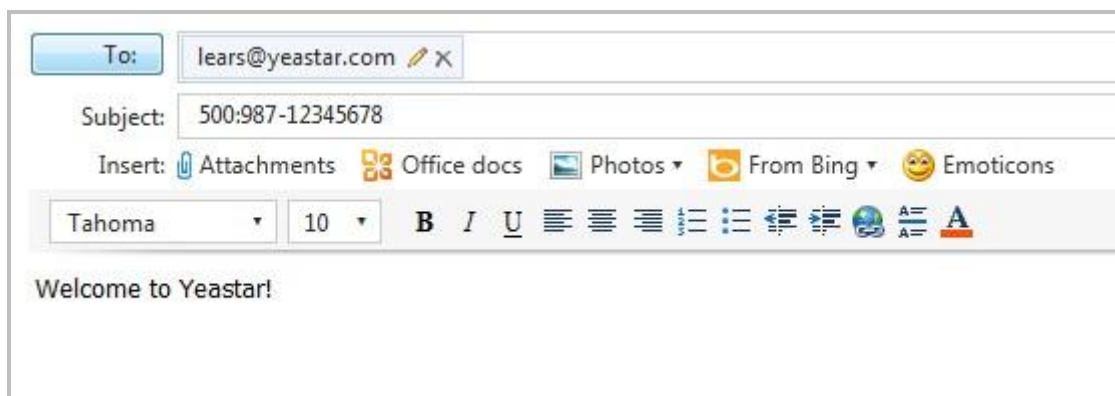 To: lears@yeastar.com
Subject: 500:987-12345678
Insert: Attachments Office docs Photos From Bing Emoticons
Tahoma 10 B I U A
Welcome to Yeastar!